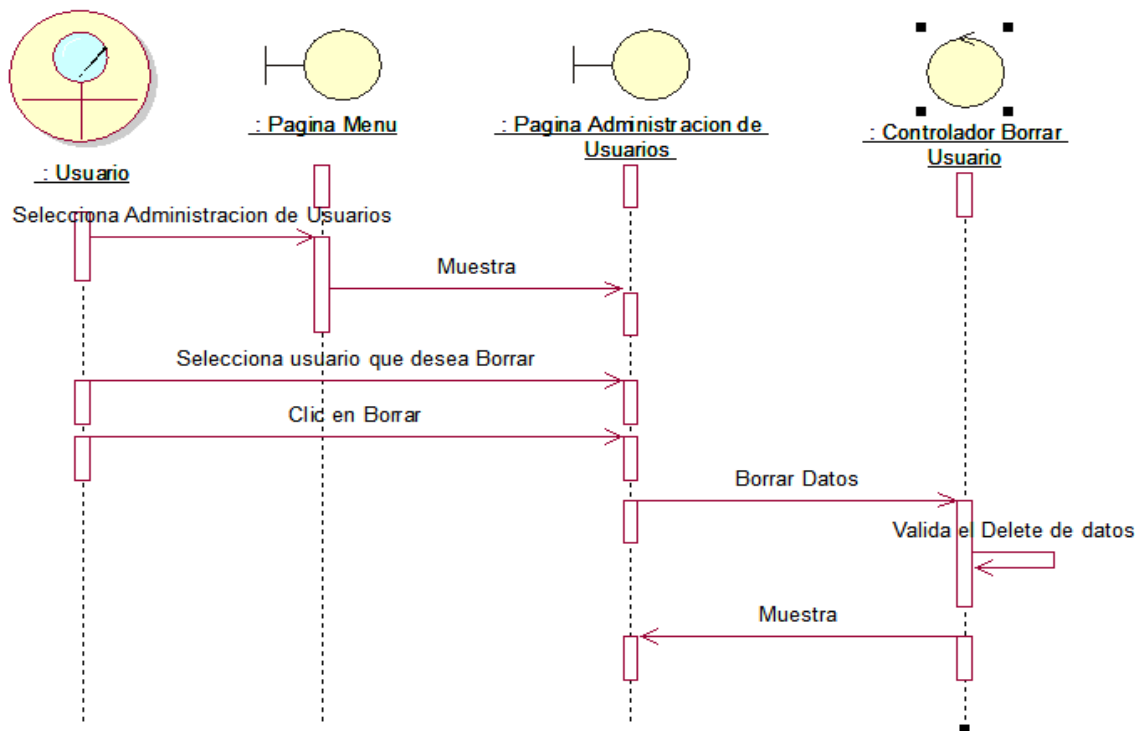 : Usuario
: Pagina Menu
: Pagina Administracion de
Usuarios
: Controlador Borrar
Usuario
Selecciona Administracion de Usuarios
Muestra
Selecciona usuario que desea Borrar
Clic en Borrar
Borrar Datos
Valida el Delete de datos
Muestra